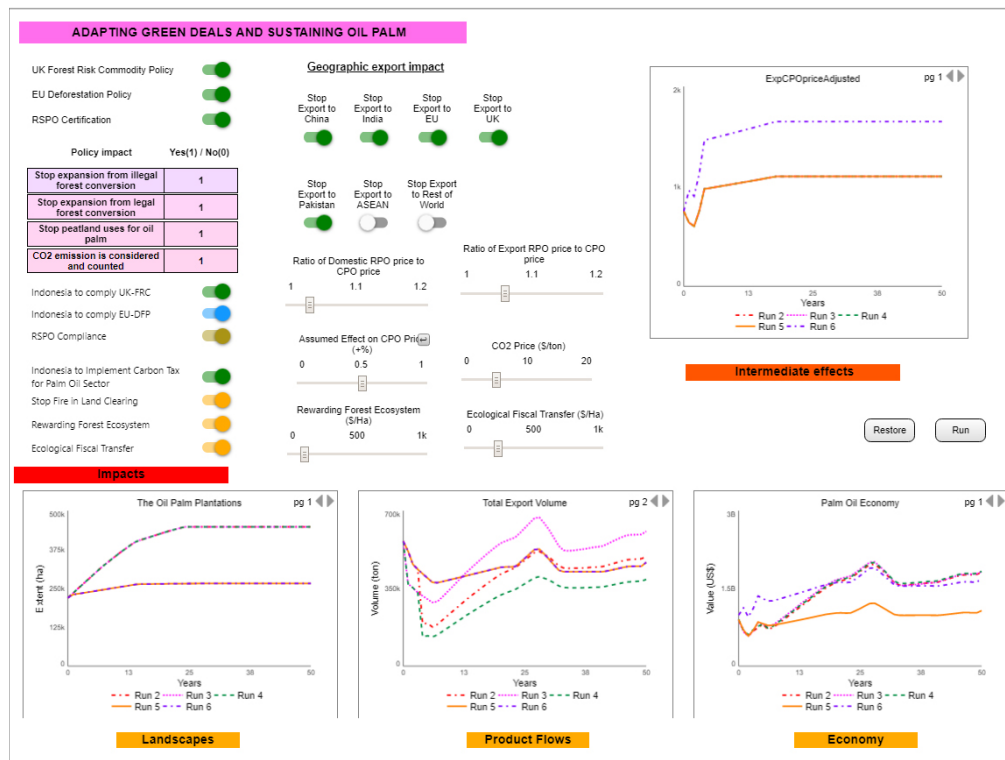 ADAPTING GREEN DEALS AND SUSTAINING OIL PALM
UK Forest Risk Commodity Policy
EU Deforestation Policy
RSPO Certification
Policy impact Yes(1) / No(0)
Stop expansion from illegal
forest conversion
1
Stop expansion from legal
forest conversion
1
Stop peatland uses for oil
palm
1
CO2 emission is considered
and counted
1
Indonesia to comply UK-FRC
Indonesia to comply EU-DFP
RSPO Compliance
Indonesia to Implement Carbon Tax
for Palm Oil Sector
Stop Fire in Land Clearing
Rewarding Forest Ecosystem
Ecological Fiscal Transfer
Geographic export impact
Stop
Export to
China
Stop
Export to
India
Stop
Export to
EU
Stop
Export to
UK
Stop
Export to
Pakistan
Stop
Export to
ASEAN
Stop Export
to Rest of
World
Ratio of Domestic RPO price to
CPO price
1 1.1 1.2
Ratio of Export RPO price to CPO
price
1 1.1 1.2
Assumed Effect on CPO Price
(+%)
0 0.5 1
CO2 Price ($/ton)
0 10 20
Rewarding Forest Ecosystem
($/Ha)
0 500 1k
Ecological Fiscal Transfer ($/Ha)
0 500 1k
ExpCPOpriceAdjusted pg 1
2k
1k
0
0 13 25 38 50
Years
Run 2 Run 3 Run 4
Run 5 Run 6
Intermediate effects
Restore Run
Impacts
The Oil Palm Plantations pg 1
Extent (ha)
500k
375k
250k
125k
0
0 13 25 38 50
Years
Run 2 Run 3 Run 4
Run 5 Run 6
Landscapes
Total Export Volume pg 2
Volume (ton)
700k
350k
0
0 13 25 38 50
Years
Run 2 Run 3 Run 4
Run 5 Run 6
Product Flows
Palm Oil Economy pg 1
Value (US$)
3B
1.5B
0
0 13 25 38 50
Years
Run 2 Run 3 Run 4
Run 5 Run 6
Economy